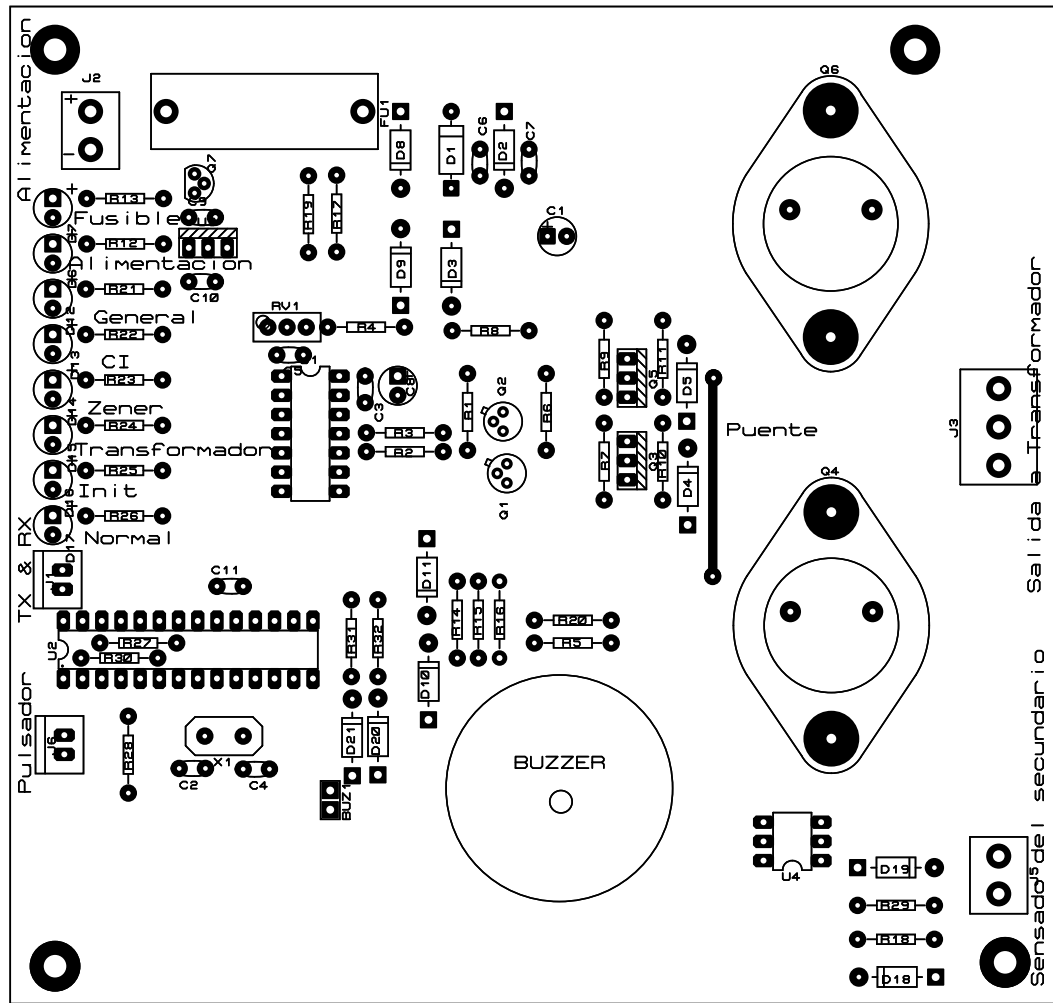 Alimentacion
J2
+
FU1
Q6
Q7
D8
D1
C6
D2
C7
+
R13
Fusible
R19
R17
C1
R12
Alimentacion
D9
D3
R21
C10
General
RV1
R4
R8
R22
CI
R9
R11
D5
Q5
R23
C3
R1
Q2
R6
Zener
J3
R24
R3
Puente
Transformador
R2
R7
Q3
R10
D4
Q4
R25
Init
Q1
R26
Normal
D17
Salida a Transformador
TX & RX
J1
C11
D11
R31
R32
R14
R15
R16
R20
R5
U2
R27
R30
D10
Pulsador
J6
R28
X1
C2
C4
D21
D20
BUZ1
BUZZER
U4
D19
J5
R29
R18
D18
Sensado del secundario